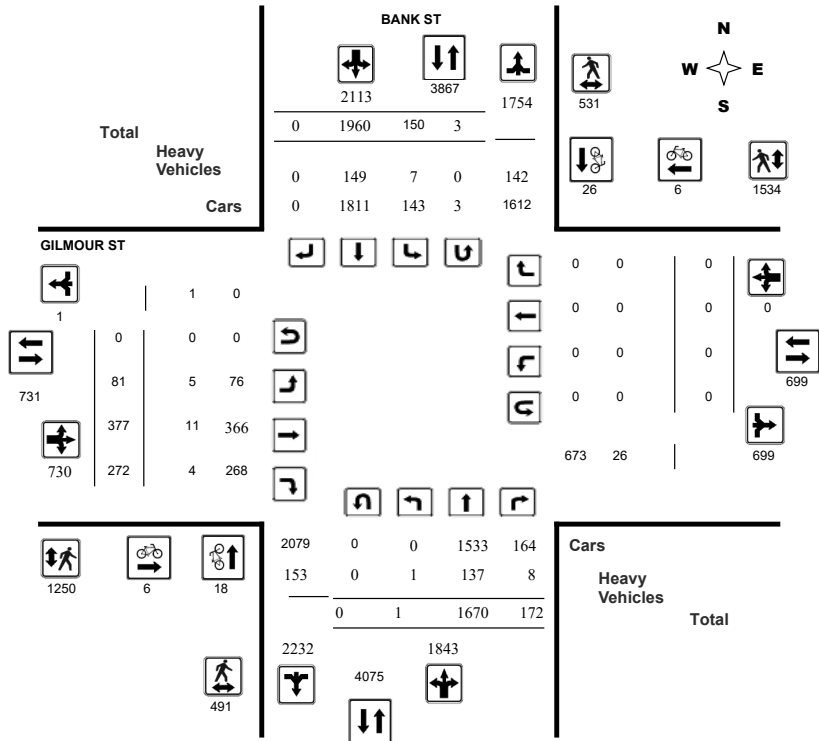 BANK ST
N
W E
S
2113 3867 1754 531
Total 0 1960 150 3
Heavy
Vehicles 0 149 7 0 142
26 6 1534
Cars 0 1811 143 3 1612
GILMOUR ST
1 1 0
0 0 0
731 81 5 76
377 11 366
730 272 4 268
0 0 0
0 0 0 0
0 0 0
699
0 0 0
673 26 699
2079 0 0 1533 164 Cars
153 0 1 137 8 Heavy
Vehicles
1250 6 18
0 1 1670 172 Total
2232 4075 1843
491